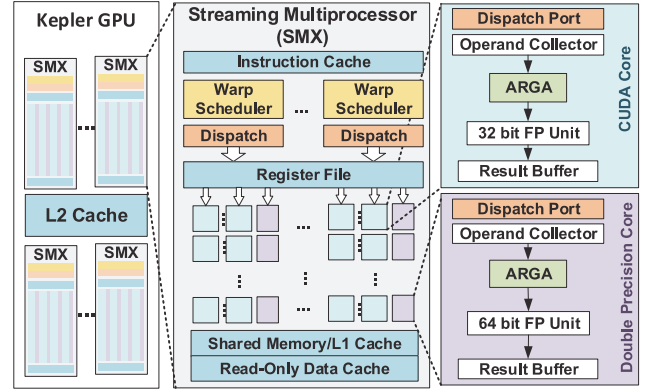 Kepler GPU
SMX
SMX
L2 Cache
SMX
SMX
Streaming Multiprocessor
(SMX)
Instruction Cache
Warp
Scheduler
...
Warp
Scheduler
Dispatch
Dispatch
Register File
Shared Memory/L1 Cache
Read-Only Data Cache
Dispatch Port
Operand Collector
ARGA
32 bit FP Unit
Result Buffer
CUDA Core
Dispatch Port
Operand Collector
ARGA
64 bit FP Unit
Result Buffer
Double Precision Core